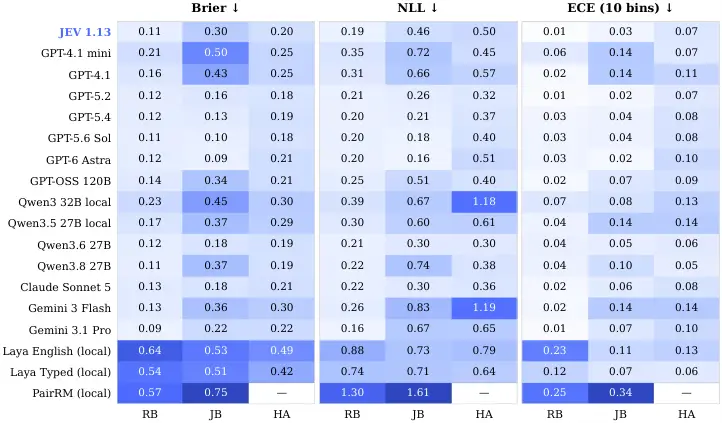 Brier ↓ NLL ↓ ECE (10 bins) ↓
JEV 1.13 0.11 0.30 0.20 0.19 0.46 0.50 0.01 0.03 0.07
GPT-4.1 mini 0.21 0.50 0.25 0.35 0.72 0.45 0.06 0.14 0.07
GPT-4.1 0.16 0.43 0.25 0.31 0.66 0.57 0.02 0.14 0.11
GPT-5.2 0.12 0.16 0.18 0.21 0.26 0.32 0.01 0.02 0.07
GPT-5.4 0.12 0.13 0.19 0.20 0.21 0.37 0.03 0.04 0.08
GPT-5.6 Sol 0.11 0.10 0.18 0.20 0.18 0.40 0.03 0.04 0.08
GPT-6 Astra 0.12 0.09 0.21 0.20 0.16 0.51 0.03 0.02 0.10
GPT-OSS 120B 0.14 0.34 0.21 0.25 0.51 0.40 0.02 0.07 0.09
Qwen3 32B local 0.23 0.45 0.30 0.39 0.67 1.18 0.07 0.08 0.13
Qwen3.5 27B local 0.17 0.37 0.29 0.30 0.60 0.61 0.04 0.14 0.14
Qwen3.6 27B 0.12 0.18 0.19 0.21 0.30 0.30 0.04 0.05 0.06
Qwen3.8 27B 0.11 0.37 0.19 0.22 0.74 0.38 0.04 0.10 0.05
Claude Sonnet 5 0.13 0.18 0.21 0.22 0.30 0.36 0.02 0.06 0.08
Gemini 3 Flash 0.13 0.36 0.30 0.26 0.83 1.19 0.02 0.14 0.14
Gemini 3.1 Pro 0.09 0.22 0.22 0.16 0.67 0.65 0.01 0.07 0.10
Laya English (local) 0.64 0.53 0.49 0.88 0.73 0.79 0.23 0.11 0.13
Laya Typed (local) 0.54 0.51 0.42 0.74 0.71 0.64 0.12 0.07 0.06
PairRM (local) 0.57 0.75 — 1.30 1.61 — 0.25 0.34 —
RB JB HA RB JB HA RB JB HA